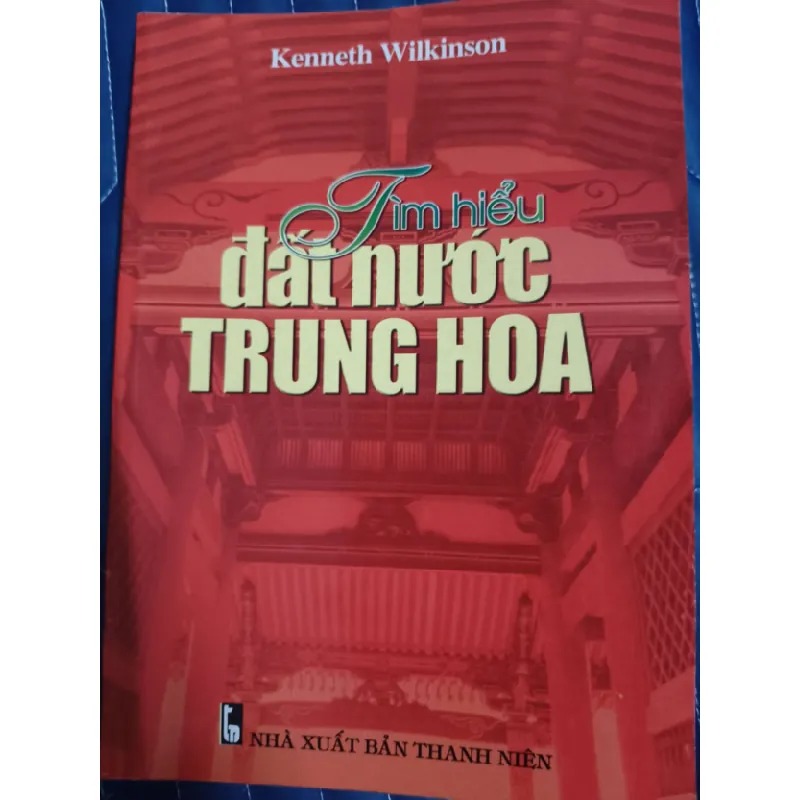 Kenneth Wilkinson
Tìm hiểu
đất nước
TRUNG HOA
NHÀ XUẤT BẢN THANH NIÊN